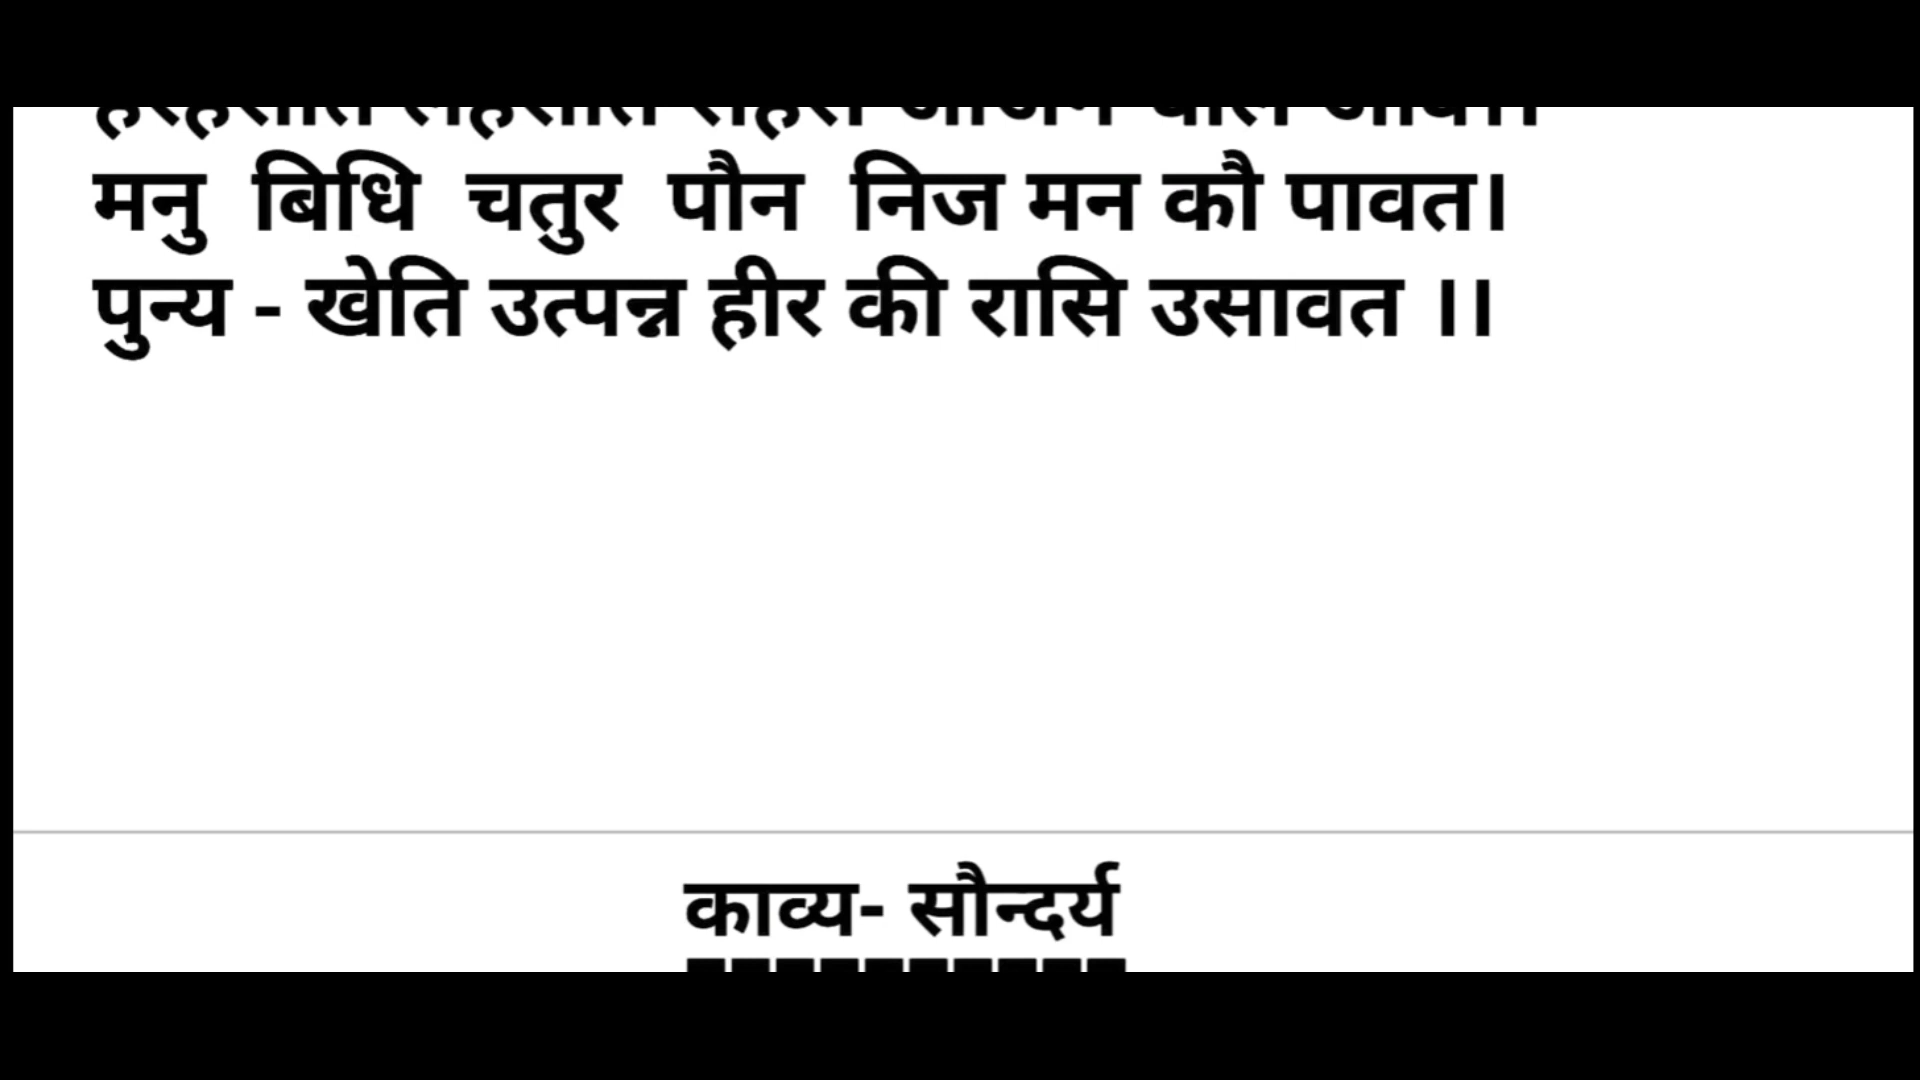 मनु बिधि चतुर पौन निज मन कौ पावत।
पुन्य - खेति उत्पन्न हीर की रासि उसावत ।।
काव्य- सौन्दर्य